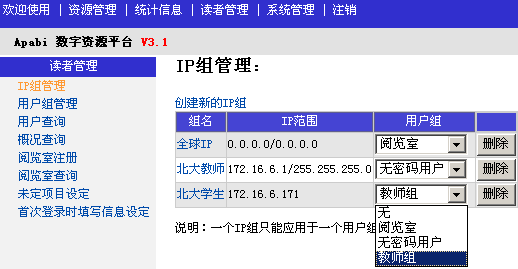 欢迎使用 | 资源管理 | 统计信息 | 读者管理 | 系统管理 | 注销
Apabi 数字资源平台 V3.1
读者管理
IP组管理
用户组管理
用户查询
概况查询
阅览室注册
阅览室查询
未定项目设定
首次登录时填写信息设定
IP组管理：
创建新的IP组
组名 IP范围 用户组
全球IP 0.0.0.0/0.0.0.0 阅览室 删除
北大教师 172.16.6.1/255.255.255.0 无密码用户 删除
北大学生 172.16.6.171 教师组 删除
说明：一个IP组只能应用于一个用户组
无
阅览室
无密码用户
教师组